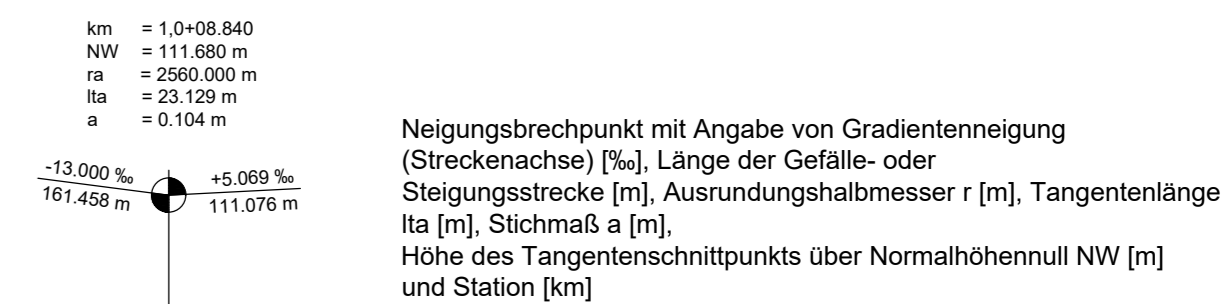 km = 1,0+08.840
NW = 111.680 m
ra = 2560.000 m
lta = 23.129 m
a = 0.104 m
-13.000 ‰ +5.069 ‰
161.458 m 111.076 m
Neigungsbrechpunkt mit Angabe von Gradientenneigung
(Streckenachse) [‰], Länge der Gefälle- oder
Steigungsstrecke [m], Ausrundungshalbmesser r [m], Tangentenlänge
lta [m], Stichmaß a [m],
Höhe des Tangentenschnittpunkts über Normalhöhennull NW [m]
und Station [km]